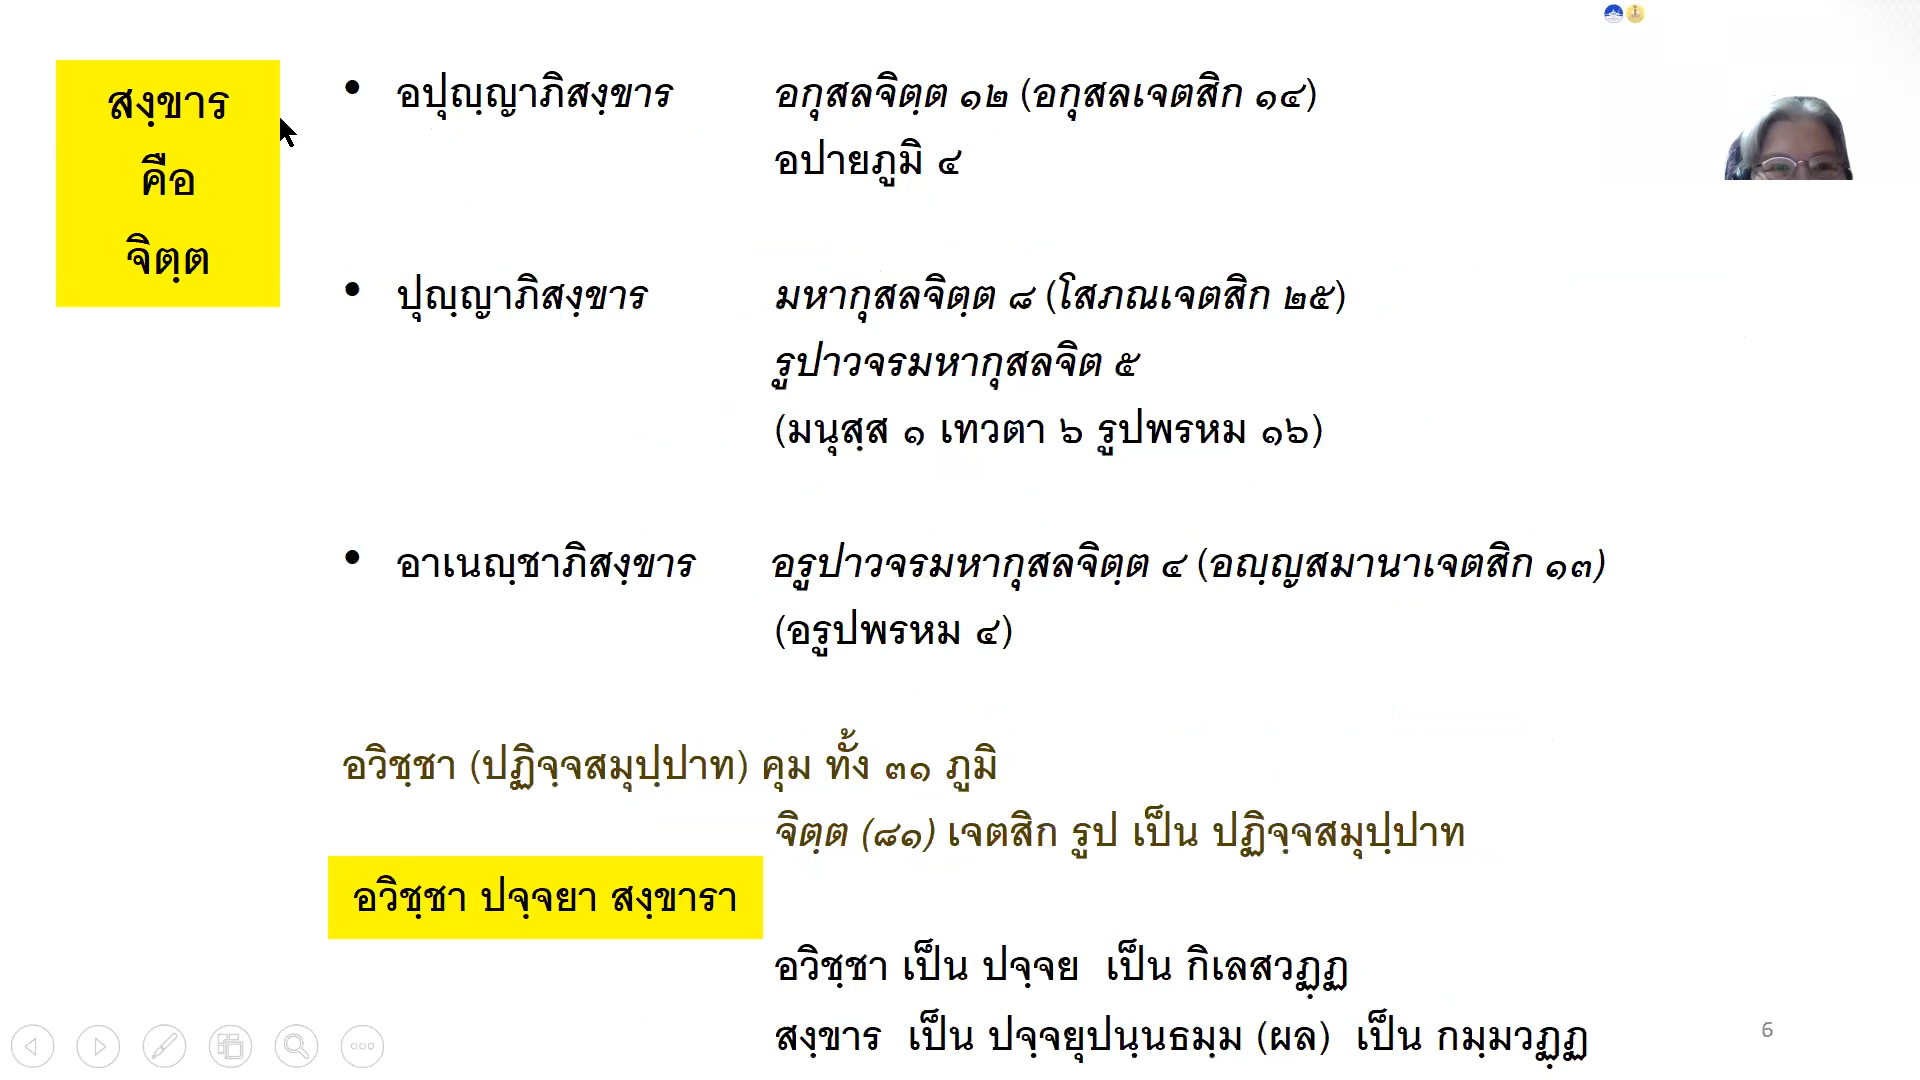 สงฺขาร
คือ
จิตฺต
• อปุญฺญาภิสงฺขาร อกุสลจิตฺต ๑๒ (อกุสลเจตสิก ๑๔)
อปายภูมิ ๔
• ปุญฺญาภิสงฺขาร มหากุสลจิตฺต ๘ (โสภณเจตสิก ๒๕)
รูปาวจรมหากุสลจิต ๕
(มนุสฺส ๑ เทวตา ๖ รูปพรหม ๑๖)
• อาเนญฺชาภิสงฺขาร อรูปาวจรมหากุสลจิตฺต ๔ (อญฺญสมานาเจตสิก ๑๓)
(อรูปพรหม ๔)
อวิชฺชา (ปฏิจฺจสมุปฺปาท) คุม ทั้ง ๓๑ ภูมิ
จิตฺต (๘๑) เจตสิก รูป เป็น ปฏิจฺจสมุปฺปาท
อวิชฺชา ปจฺจยา สงฺขารา
อวิชฺชา เป็น ปจฺจย เป็น กิเลสวฏฺฏ
สงฺขาร เป็น ปจฺจยุปนฺนธมฺม (ผล) เป็น กมฺมวฏฺฏ
6